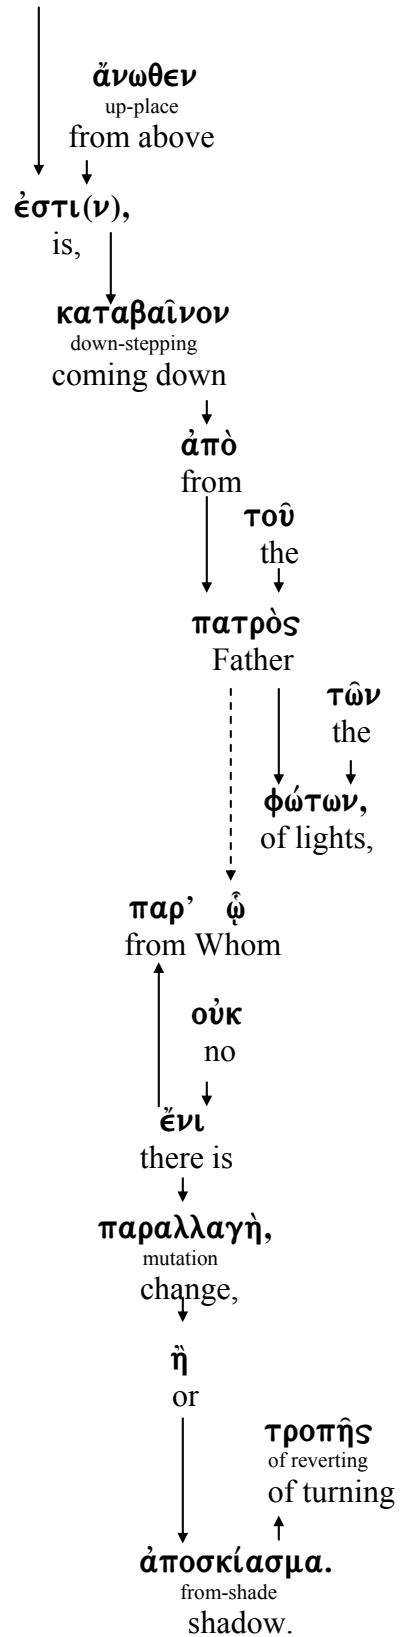 ἄνωθεν
up-place
from above
ἐστι(ν),
is,
καταβαῖνον
down-stepping
coming down
ἀπὸ
from
τοῦ
the
πατρὸς
Father
τῶν
the
φώτων,
of lights,
παρ’ ᾧ
from Whom
οὐκ
no
ἔνι
there is
παραλλαγὴ,
mutation
change,
ἢ
or
τροπῆς
of reverting
of turning
ἀποσκίασμα.
from-shade
shadow.